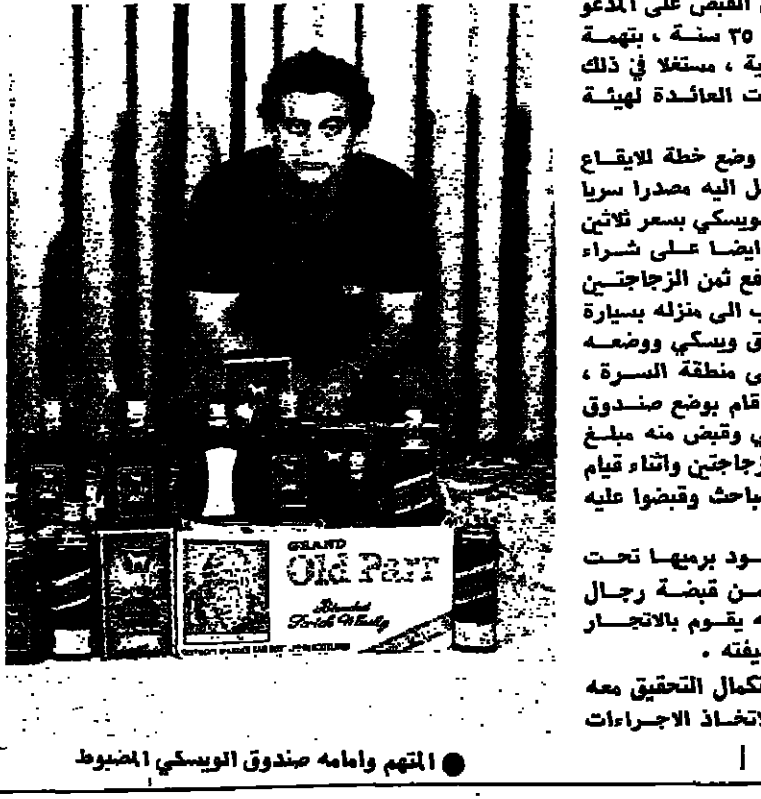 القبض على المدعو
٣٥ سنة ، بتهمة
مستغلا في ذلك
ت العائدة لهيئة
وضع خطة للايقاع
ل اليه مصدرا سريا
ويسكي بسعر ثلاثين
ايضا على شراء
فع ثمن الزجاجتين
ب الى منزله بسيارة
ق ويسكي ووضعه
ى منطقة السرة ،
قام بوضع صندوق
ي وقبض منه مبلغ
زجاجتين واثناء قيام
باحث وقبضوا عليه
ود برميها تحت
من قبضة رجال
ه يقوم بالاتجار
يفته .
تكمال التحقيق معه
لاتخاذ الاجراءات
GRAND
Old Parr
Blended
Scotch Whisky
● المتهم وامامه صندوق الويسكي المضبوط